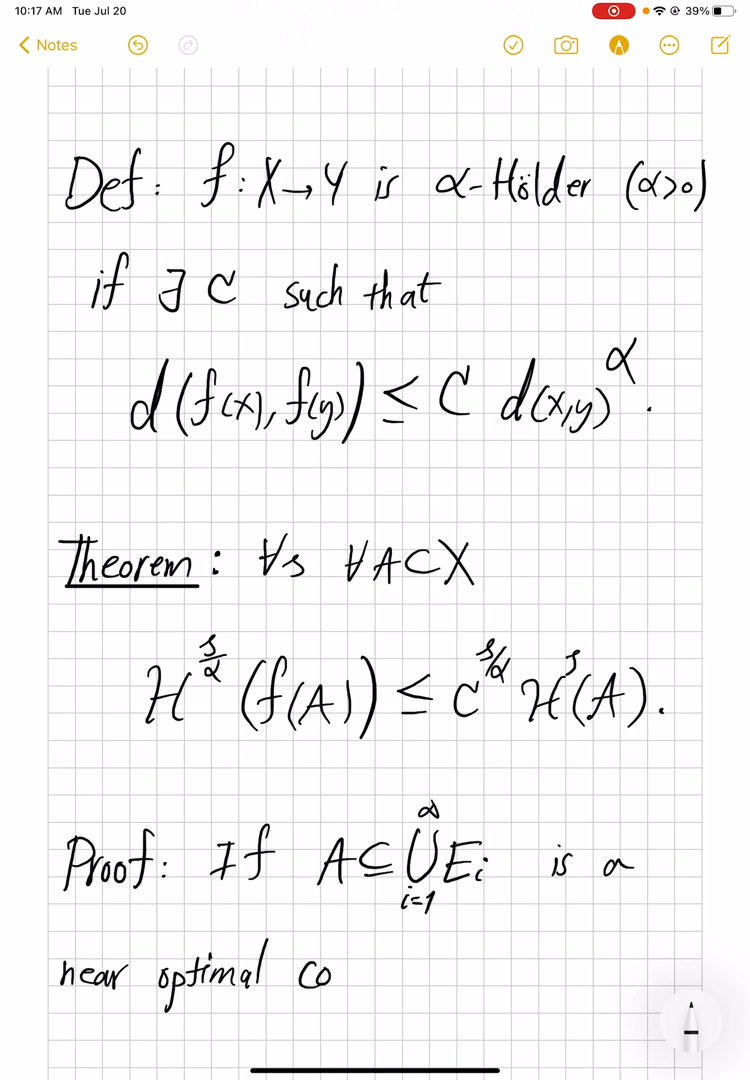 10:17 AM Tue Jul 20
39%
Notes
Def: f: X→Y is α-Hölder (α>0)
if ∃ C such that
d(f(x), f(y)) ≤ C d(x,y)^α.
Theorem: ∀s ∀A⊂X
H^{s/α} (f(A)) ≤ C^{s/α} H^s(A).
Proof: If A⊆⋃_{i=1}^∞ E_i is a
near optimal co